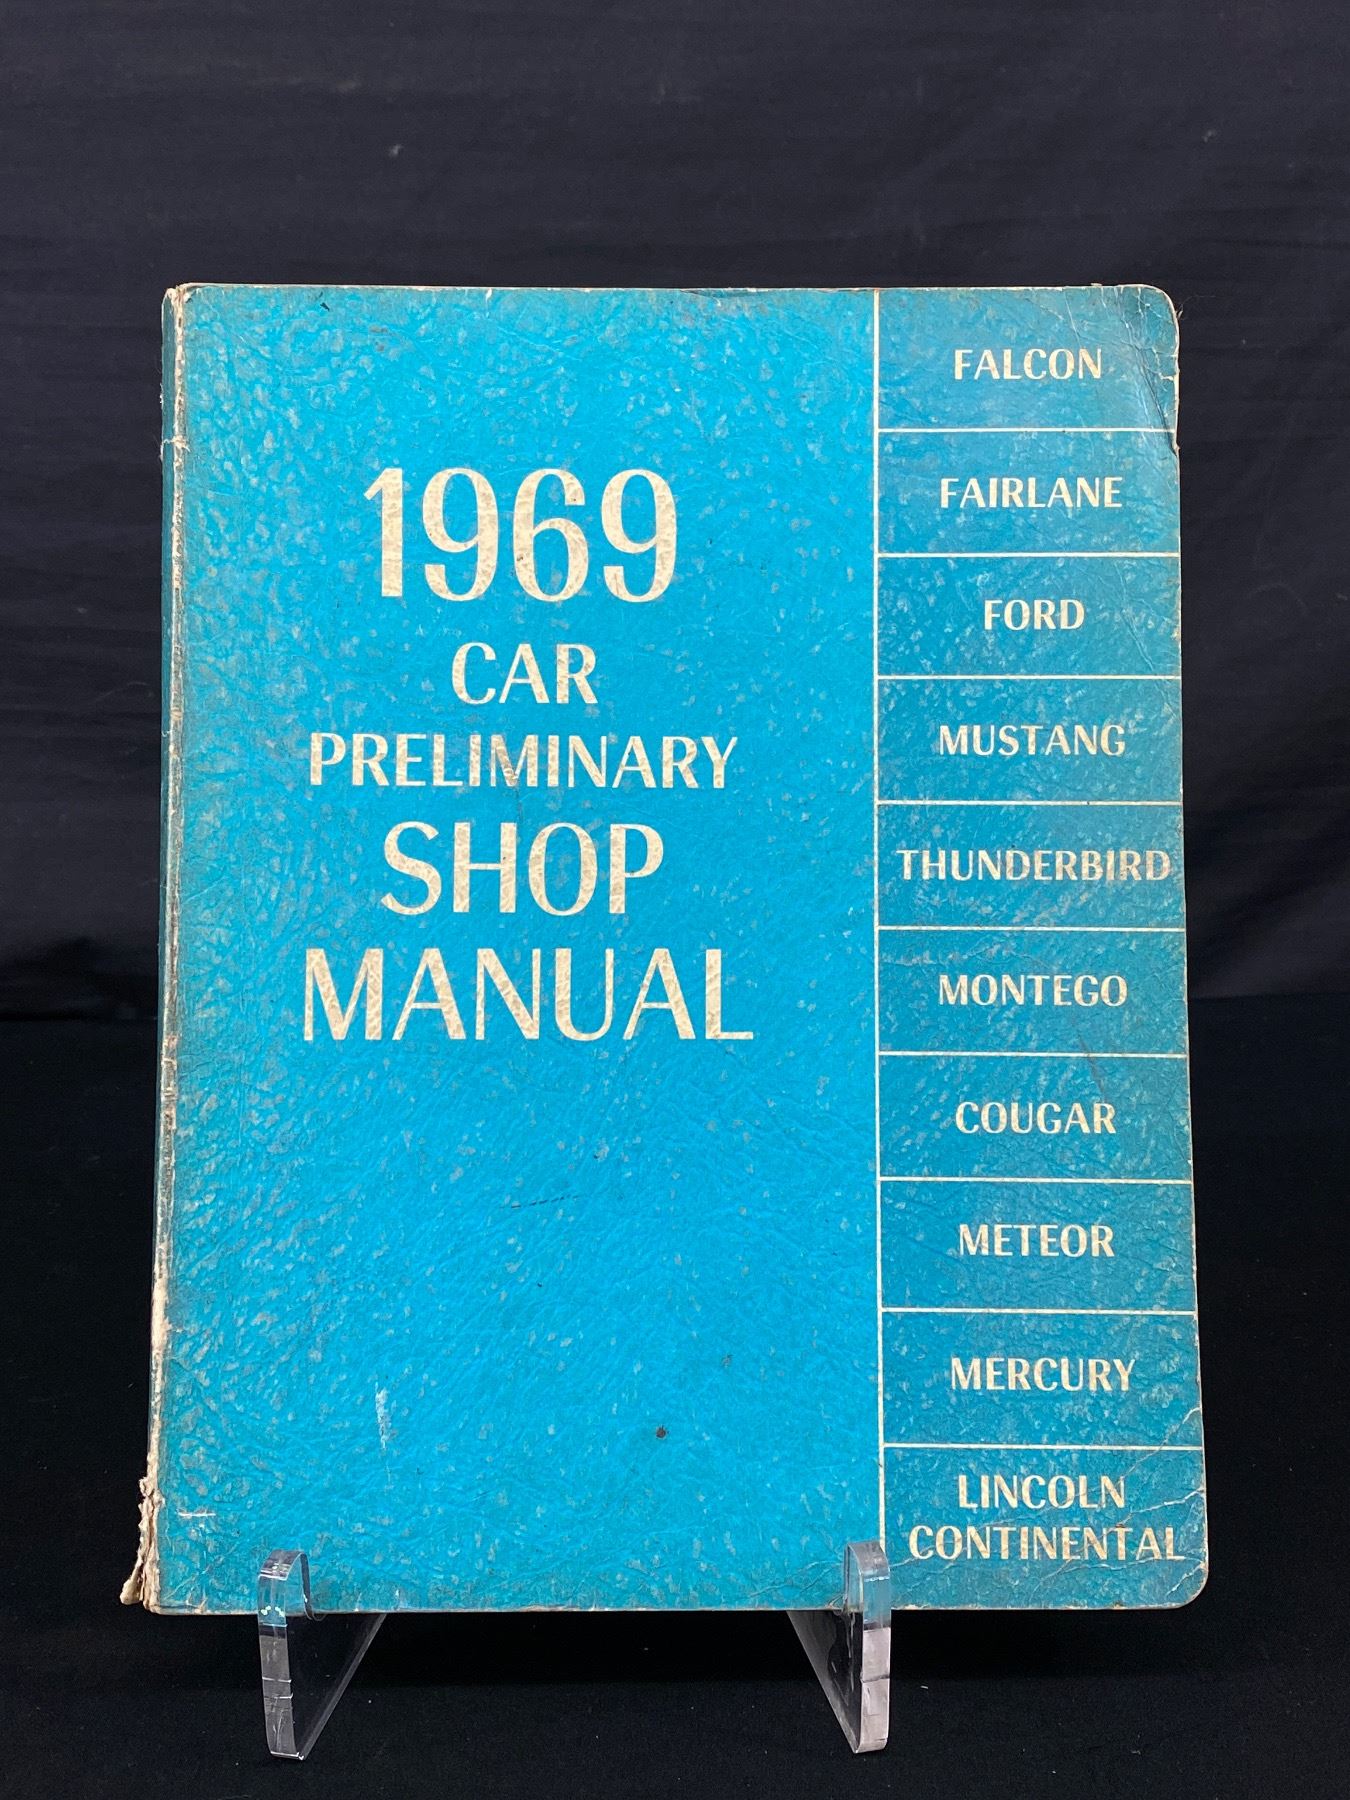 1969
CAR
PRELIMINARY
SHOP
MANUAL
FALCON
FAIRLANE
FORD
MUSTANG
THUNDERBIRD
MONTEGO
COUGAR
METEOR
MERCURY
LINCOLN
CONTINENTAL